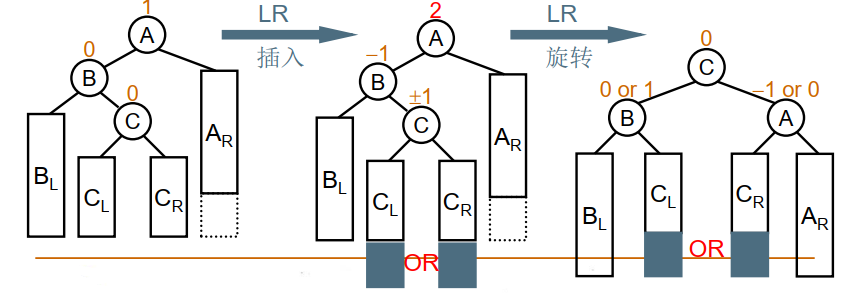 1
A
0
B
0
C
B_L
C_L
C_R
A_R
LR
插入
2
A
−1
B
±1
C
B_L
C_L
C_R
A_R
OR
LR
旋转
0
C
0 or 1
B
−1 or 0
A
B_L
C_L
C_R
A_R
OR